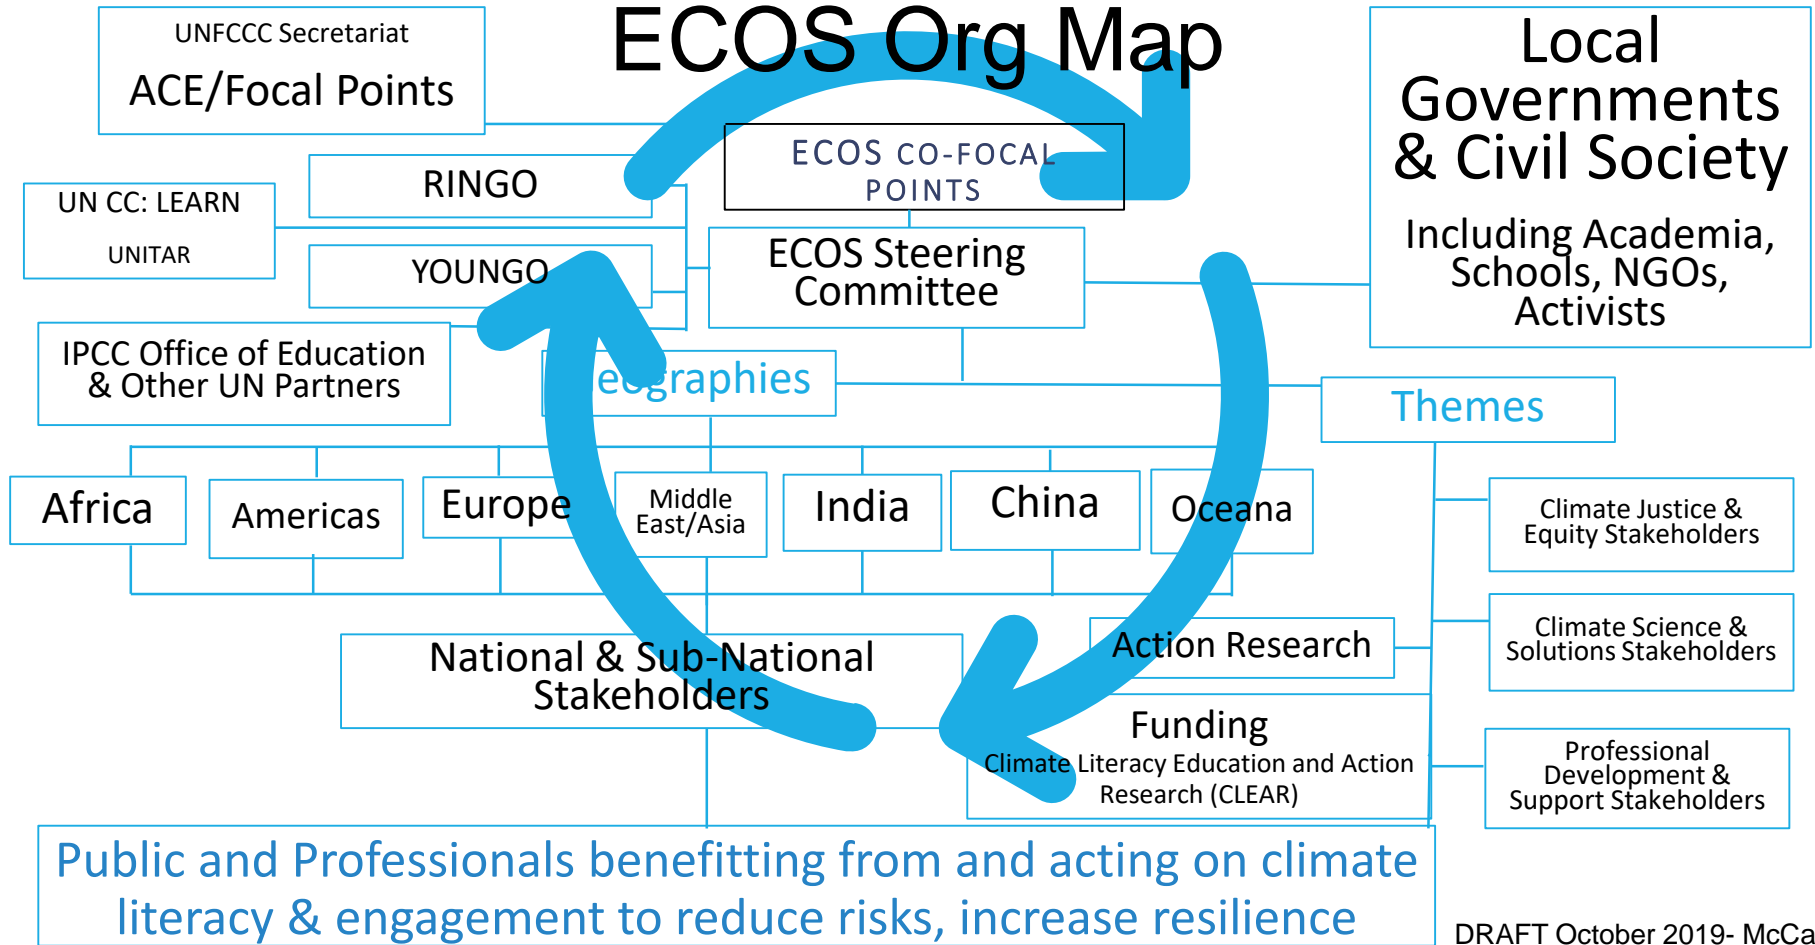 ECOS Org Map
UNFCCC Secretariat
ACE/Focal Points
Local
Governments
& Civil Society
Including Academia,
Schools, NGOs,
Activists
ECOS CO-FOCAL
POINTS
RINGO
UN CC: LEARN
UNITAR
YOUNGO
ECOS Steering
Committee
IPCC Office of Education
& Other UN Partners
eographies
Themes
Africa
Americas
Europe
Middle
East/Asia
India
China
Oceana
Climate Justice &
Equity Stakeholders
Climate Science &
Solutions Stakeholders
Professional
Development &
Support Stakeholders
National & Sub-National
Stakeholders
Action Research
Funding
Climate Literacy Education and Action
Research (CLEAR)
Public and Professionals benefitting from and acting on climate
literacy & engagement to reduce risks, increase resilience
DRAFT October 2019- McCa